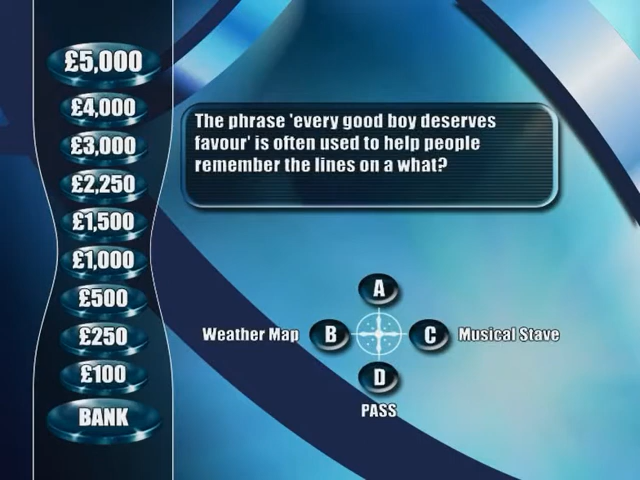 £5,000
£4,000
£3,000
£2,250
£1,500
£1,000
£500
£250
£100
BANK
The phrase 'every good boy deserves
favour' is often used to help people
remember the lines on a what?
A
Weather Map B C Musical Stave
D
PASS